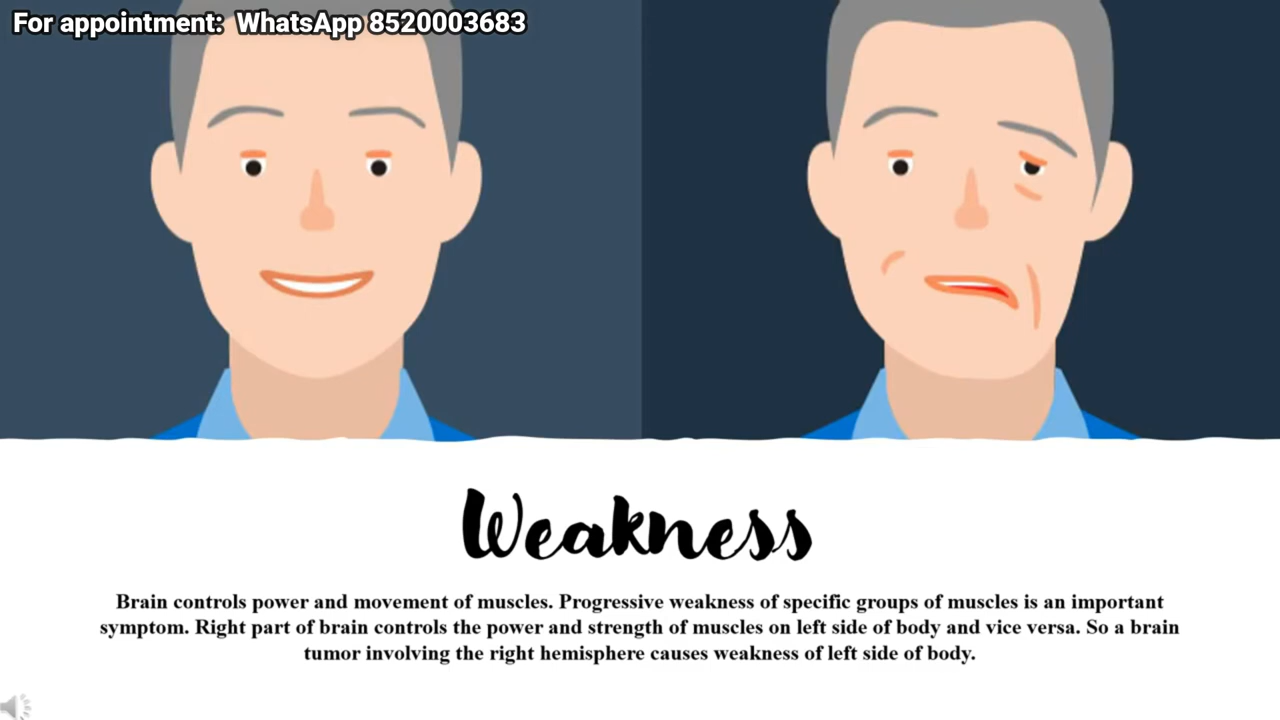 For appointment: WhatsApp 8520003683
Weakness
Brain controls power and movement of muscles. Progressive weakness of specific groups of muscles is an important
symptom. Right part of brain controls the power and strength of muscles on left side of body and vice versa. So a brain
tumor involving the right hemisphere causes weakness of left side of body.